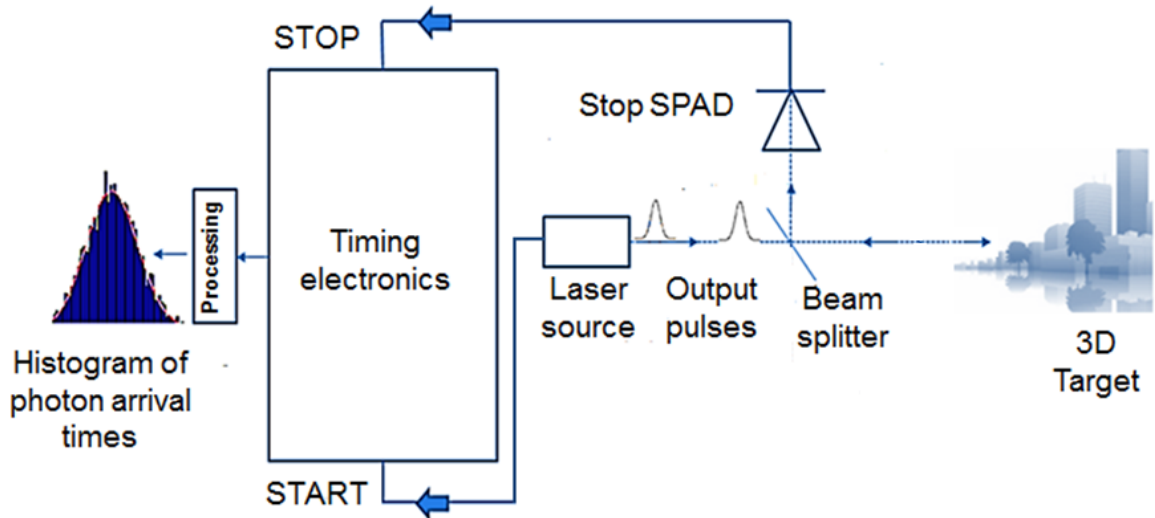 STOP
Stop SPAD
Processing
Timing
electronics
Laser
source
Output
pulses
Beam
splitter
3D
Target
Histogram of
photon arrival
times
START